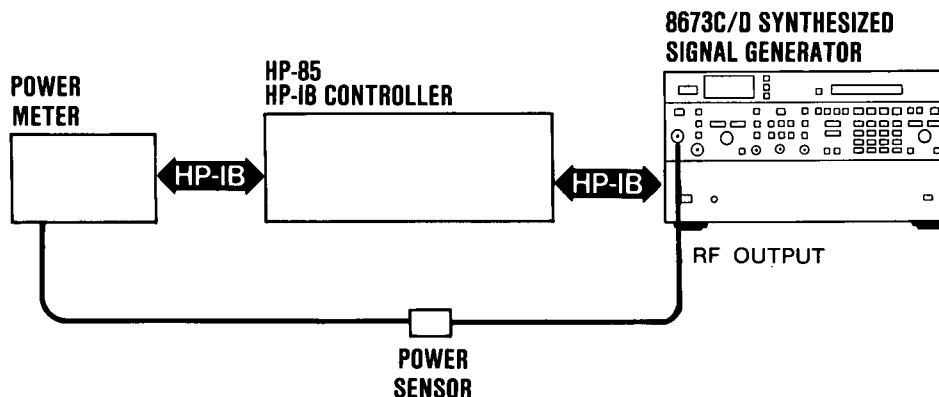 8673C/D SYNTHESIZED
SIGNAL GENERATOR
HP-85
HP-IB CONTROLLER
POWER
METER
HP-IB
HP-IB
RF OUTPUT
POWER
SENSOR